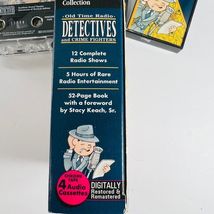 Collection
Old Time Radio
DETECTIVES
and CRIME FIGHTERS
12 Complete
Radio Shows
5 Hours of Rare
Radio Entertainment
52-Page Book
with a foreword
by Stacy Keach, Sr.
4 Audio
Cassettes
DIGITALLY
Restored &
Remastered